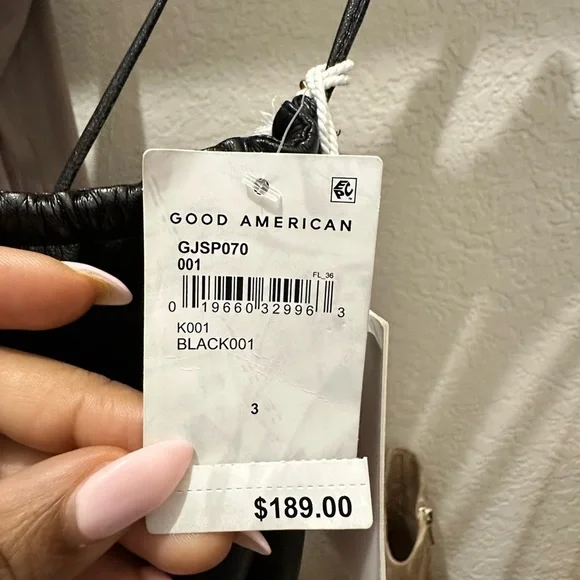 GOOD AMERICAN
GJSP070
001
FL_36
0 19660 32996 3
K001
BLACK001
3
$189.00